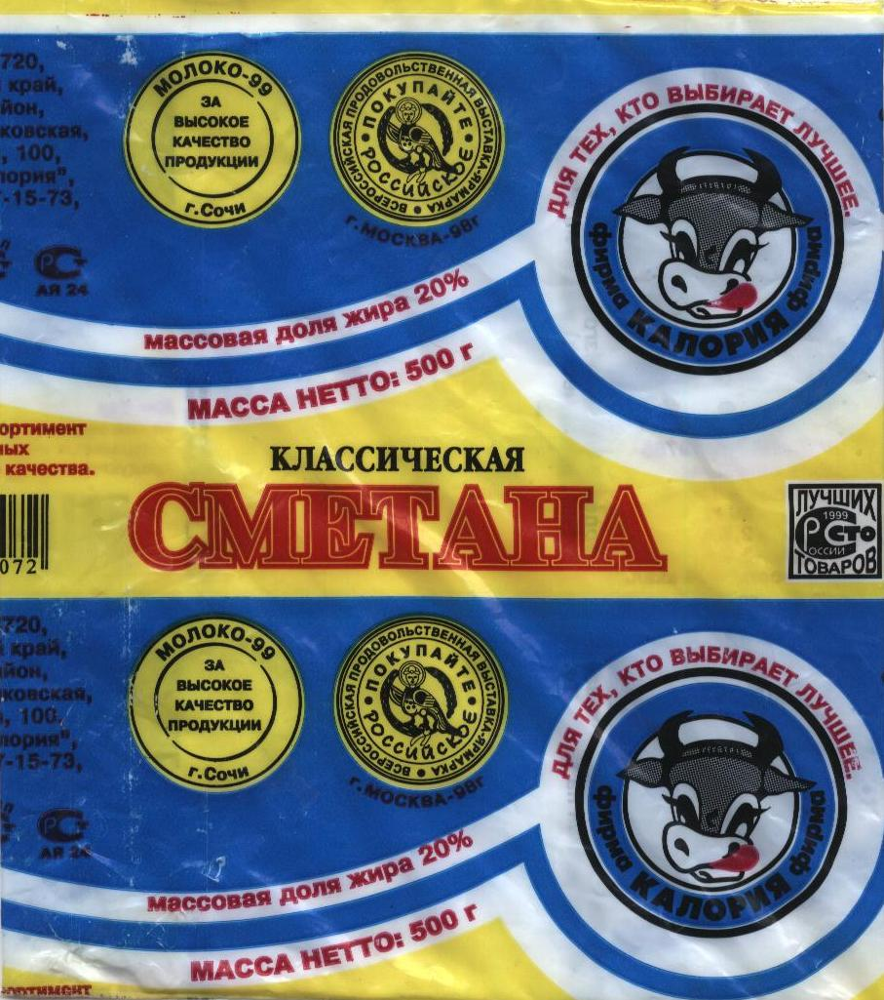 720,
край,
йон,
ковская,
, 100,
лория",
-15-73,
АЯ 24
МОЛОКО-99
ЗА
ВЫСОКОЕ
КАЧЕСТВО
ПРОДУКЦИИ
г.Сочи
ВСЕРОССИЙСКАЯ ПРОДОВОЛЬСТВЕННАЯ ВЫСТАВКА-ЯРМАРКА
ПОКУПАЙТЕ
РОССИЙСКОЕ
г.МОСКВА-98г
ДЛЯ ТЕХ, КТО ВЫБИРАЕТ ЛУЧШЕЕ.
фирма КАЛОРИЯ фирма
массовая доля жира 20%
МАССА НЕТТО: 500 г
ортимент
ных
качества.
072
КЛАССИЧЕСКАЯ
СМЕТАНА
ЛУЧШИХ
1999
СТО
РОССИИ
ТОВАРОВ
720,
край,
йон,
ковская,
, 100,
лория",
-15-73,
АЯ 24
МОЛОКО-99
ЗА
ВЫСОКОЕ
КАЧЕСТВО
ПРОДУКЦИИ
г.Сочи
ВСЕРОССИЙСКАЯ ПРОДОВОЛЬСТВЕННАЯ ВЫСТАВКА-ЯРМАРКА
ПОКУПАЙТЕ
РОССИЙСКОЕ
г.МОСКВА-98г
ДЛЯ ТЕХ, КТО ВЫБИРАЕТ ЛУЧШЕЕ.
фирма КАЛОРИЯ фирма
массовая доля жира 20%
МАССА НЕТТО: 500 г
ортимент